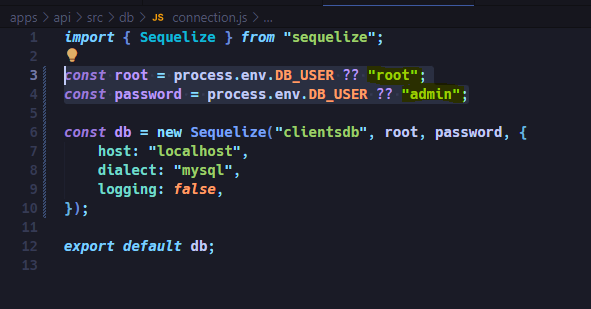 apps > api > src > db > JS connection.js > ...
1 import { Sequelize } from "sequelize";
2
3 const root = process.env.DB_USER ?? "root";
4 const password = process.env.DB_USER ?? "admin";
5
6 const db = new Sequelize("clientsdb", root, password, {
7 host: "localhost",
8 dialect: "mysql",
9 logging: false,
10 });
11
12 export default db;
13